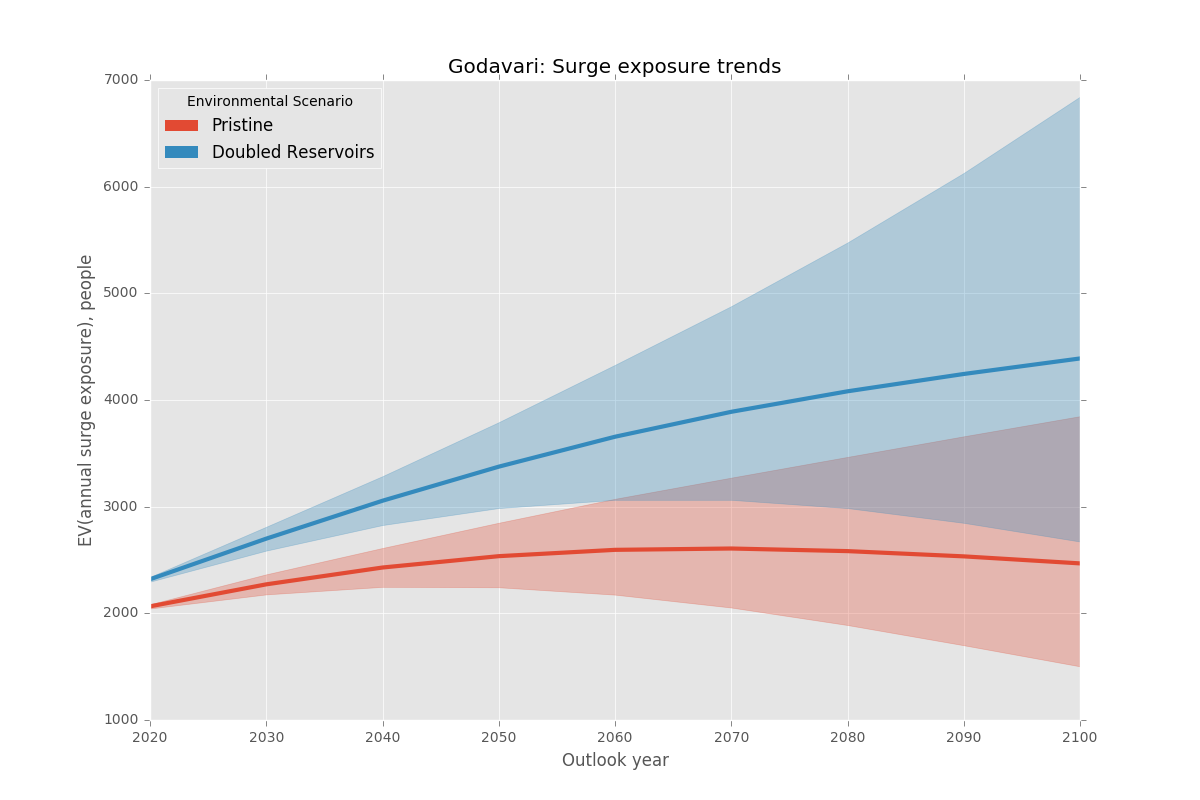 Godavari: Surge exposure trends
7000
6000
5000
4000
3000
2000
1000
EV(annual surge exposure), people
Environmental Scenario
Pristine
Doubled Reservoirs
2020 2030 2040 2050 2060 2070 2080 2090 2100
Outlook year